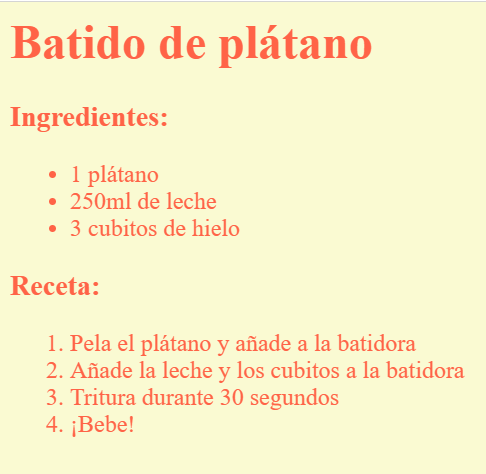 Batido de plátano
Ingredientes:
• 1 plátano
• 250ml de leche
• 3 cubitos de hielo
Receta:
1. Pela el plátano y añade a la batidora
2. Añade la leche y los cubitos a la batidora
3. Tritura durante 30 segundos
4. ¡Bebe!